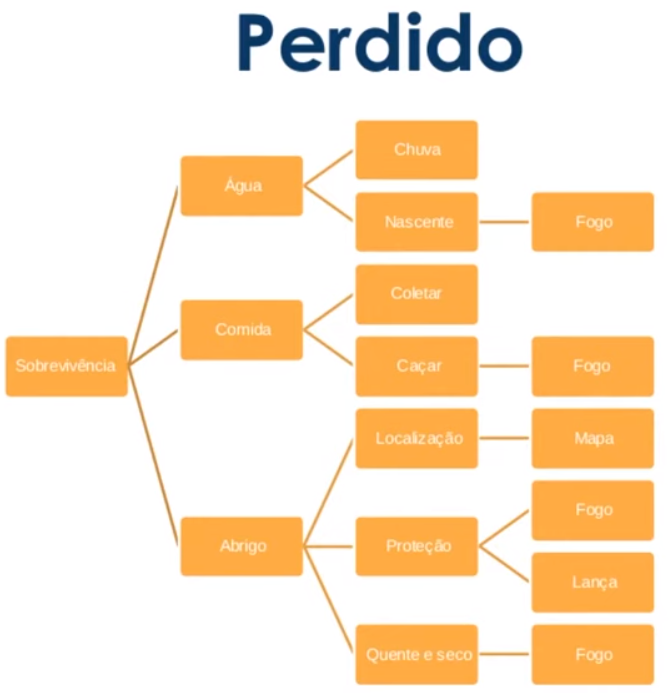 Perdido
Sobrevivência
Água
Chuva
Nascente
Fogo
Comida
Coletar
Caçar
Fogo
Abrigo
Localização
Mapa
Proteção
Fogo
Lança
Quente e seco
Fogo